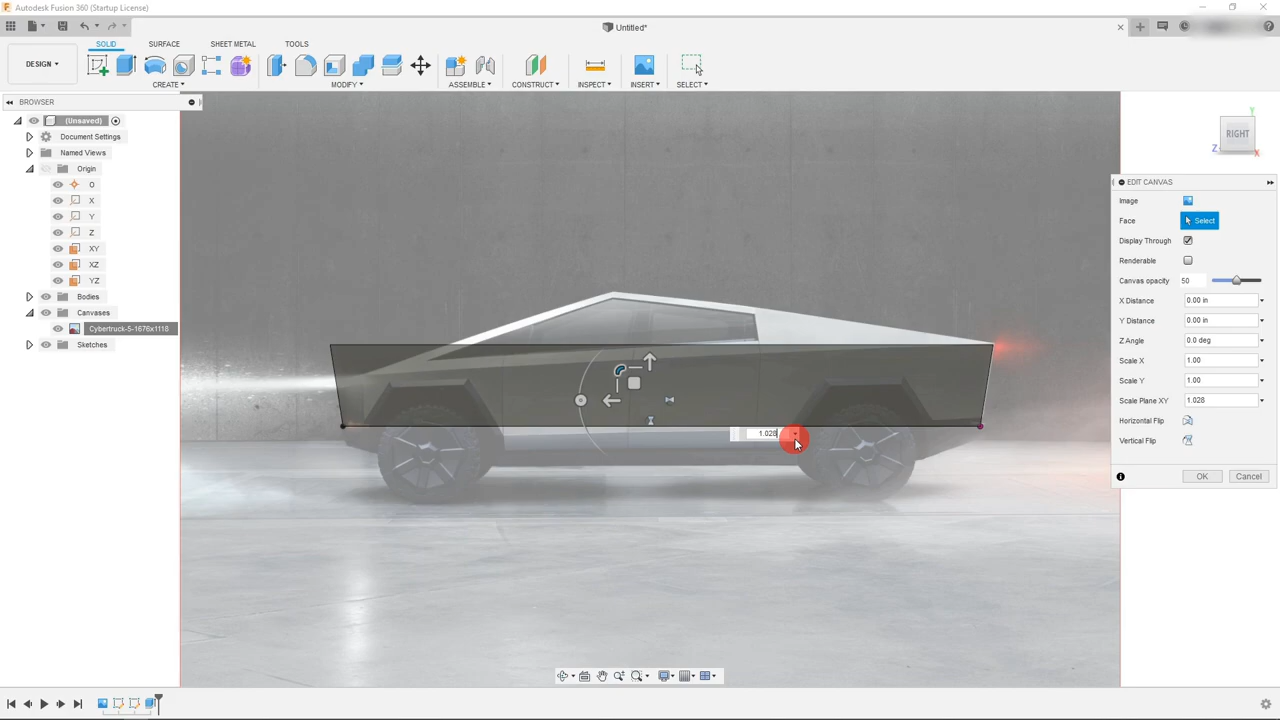 Autodesk Fusion 360 (Startup License)
Untitled*
DESIGN
SOLID
SURFACE
SHEET METAL
TOOLS
CREATE
MODIFY
ASSEMBLE
CONSTRUCT
INSPECT
INSERT
SELECT
BROWSER
(Unsaved)
Document Settings
Named Views
Origin
O
X
Y
Z
XY
XZ
YZ
Bodies
Canvases
Cybertruck-5-1676x1118
Sketches
Y
RIGHT
Z
X
EDIT CANVAS
Image
Face Select
Display Through
Renderable
Canvas opacity 50
X Distance 0.00 in
Y Distance 0.00 in
Z Angle 0.0 deg
Scale X 1.00
Scale Y 1.00
Scale Plane XY 1.028
Horizontal Flip
Vertical Flip
OK Cancel
1.028